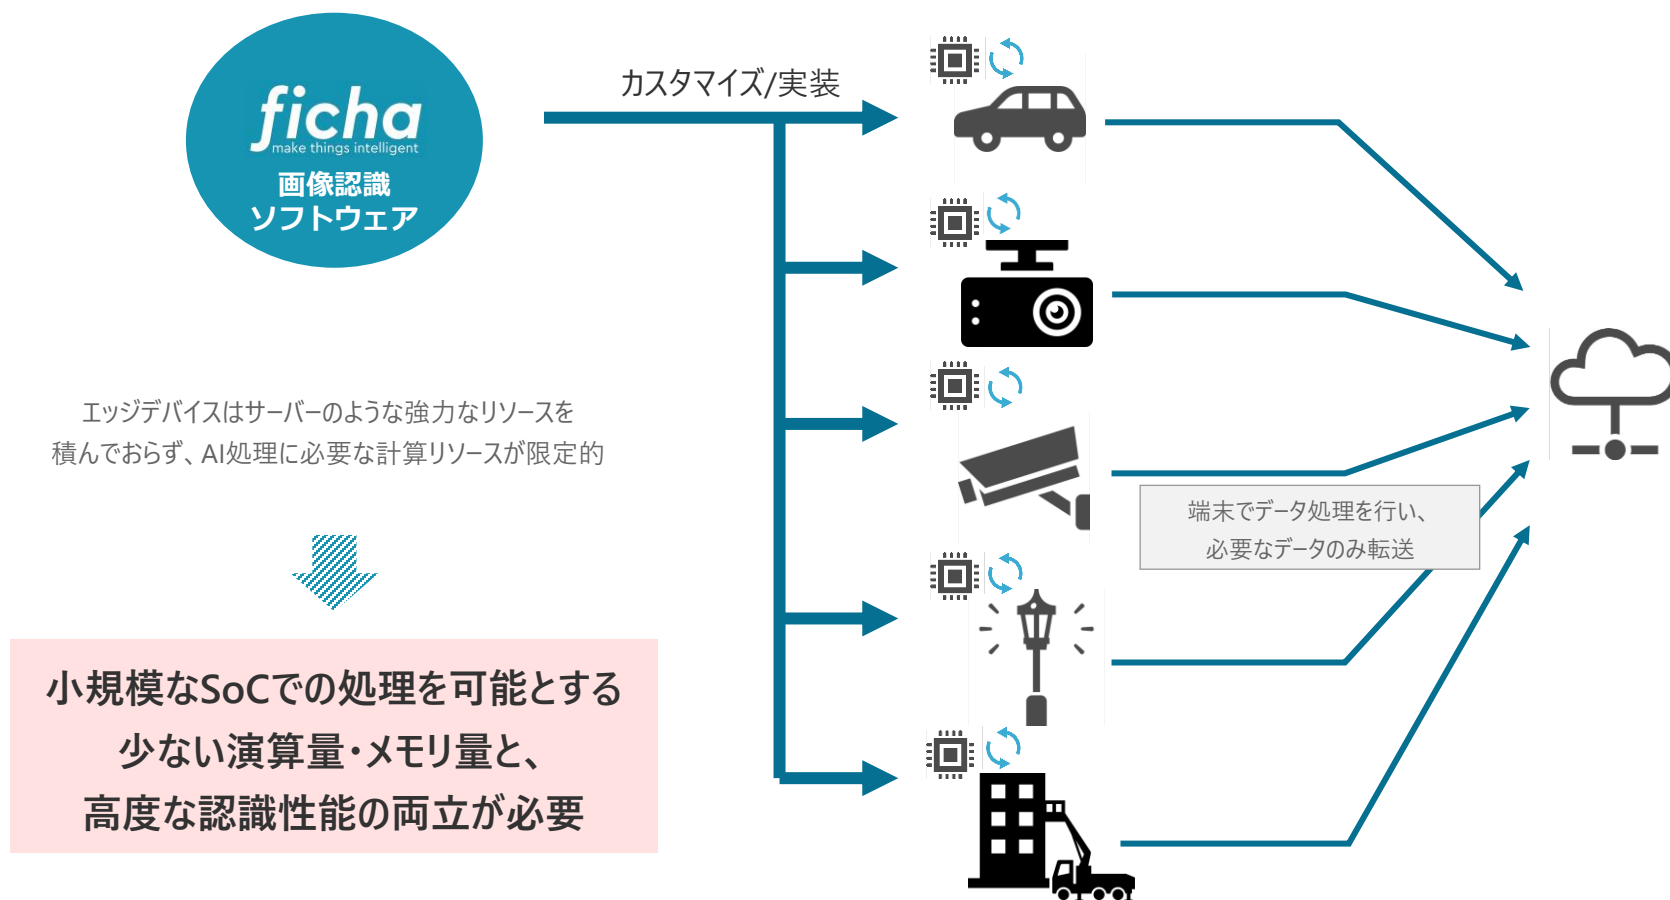 ficha
make things intelligent
画像認識
ソフトウェア
カスタマイズ/実装
エッジデバイスはサーバーのような強力なリソースを
積んでおらず、AI処理に必要な計算リソースが限定的
小規模なSoCでの処理を可能とする
少ない演算量・メモリ量と、
高度な認識性能の両立が必要
端末でデータ処理を行い、
必要なデータのみ転送